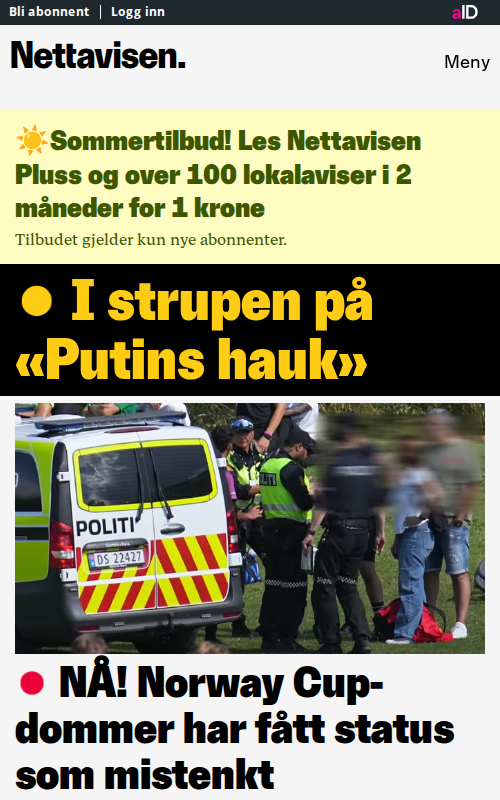 Bli abonnent | Logg inn
aID
Nettavisen.
Meny
☀️Sommertilbud! Les Nettavisen
Pluss og over 100 lokalaviser i 2
måneder for 1 krone
Tilbudet gjelder kun nye abonnenter.
● I strupen på
«Putins hauk»
POLITI
DS 22427
● NÅ! Norway Cup-
dommer har fått status
som mistenkt